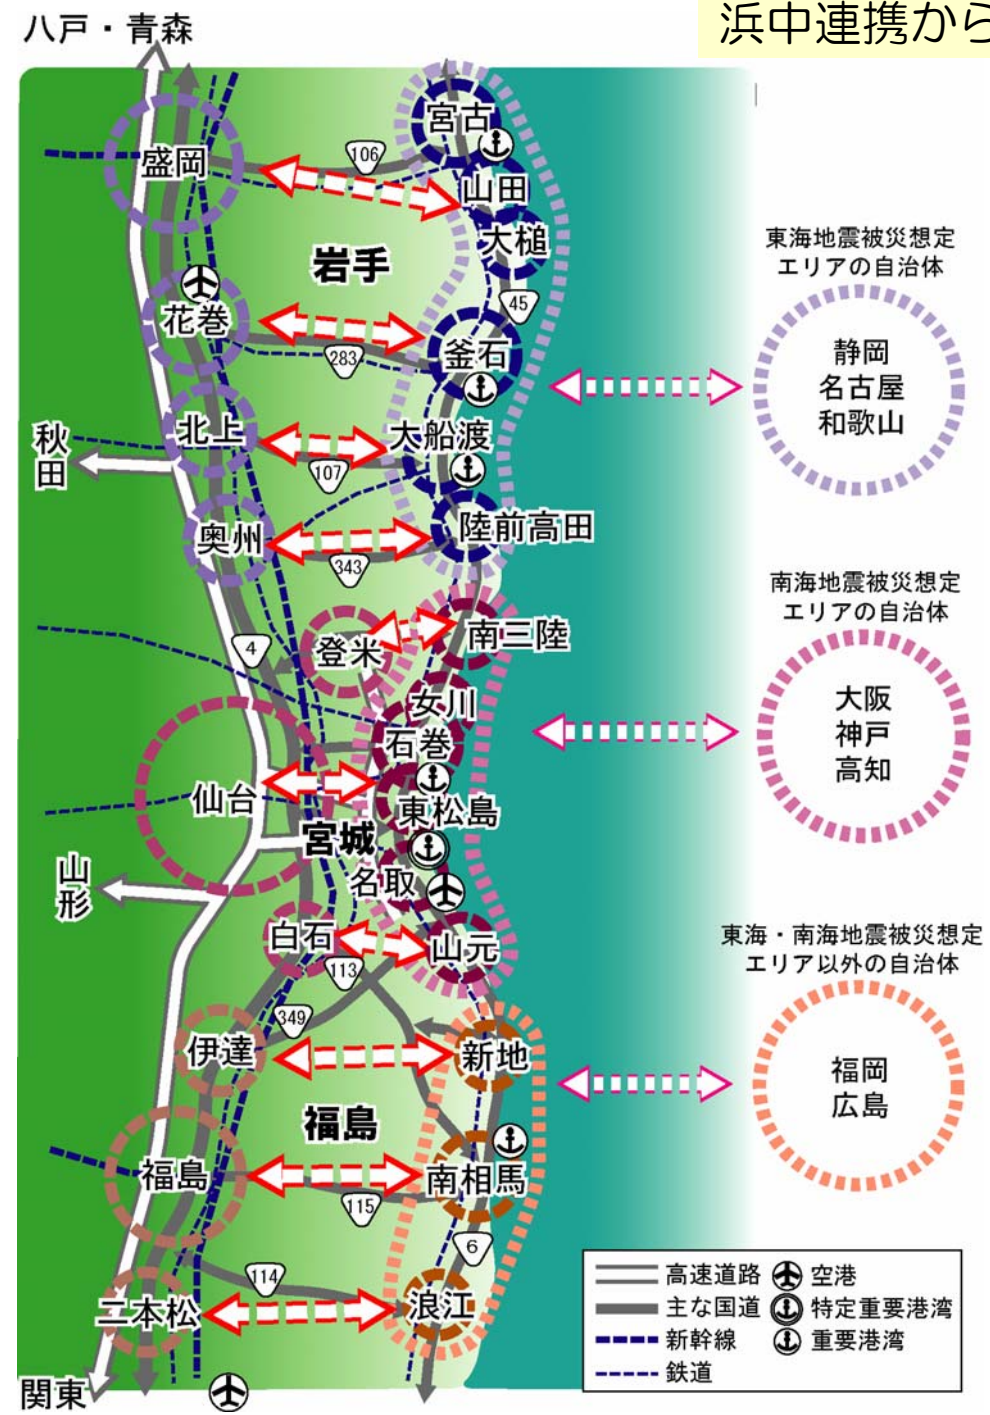 浜中連携から
八戸・青森
宮古
盛岡
106
山田
大槌
岩手
45
花巻
釜石
283
北上
大船渡
秋田
107
奥州
陸前高田
343
東海地震被災想定
エリアの自治体
静岡
名古屋
和歌山
4
登米
南三陸
女川
石巻
仙台
東松島
宮城
名取
山形
白石
山元
113
南海地震被災想定
エリアの自治体
大阪
神戸
高知
349
伊達
新地
福島
福島
南相馬
115
6
114
二本松
浪江
関東
東海・南海地震被災想定
エリア以外の自治体
福岡
広島
高速道路
空港
主な国道
特定重要港湾
新幹線
重要港湾
鉄道